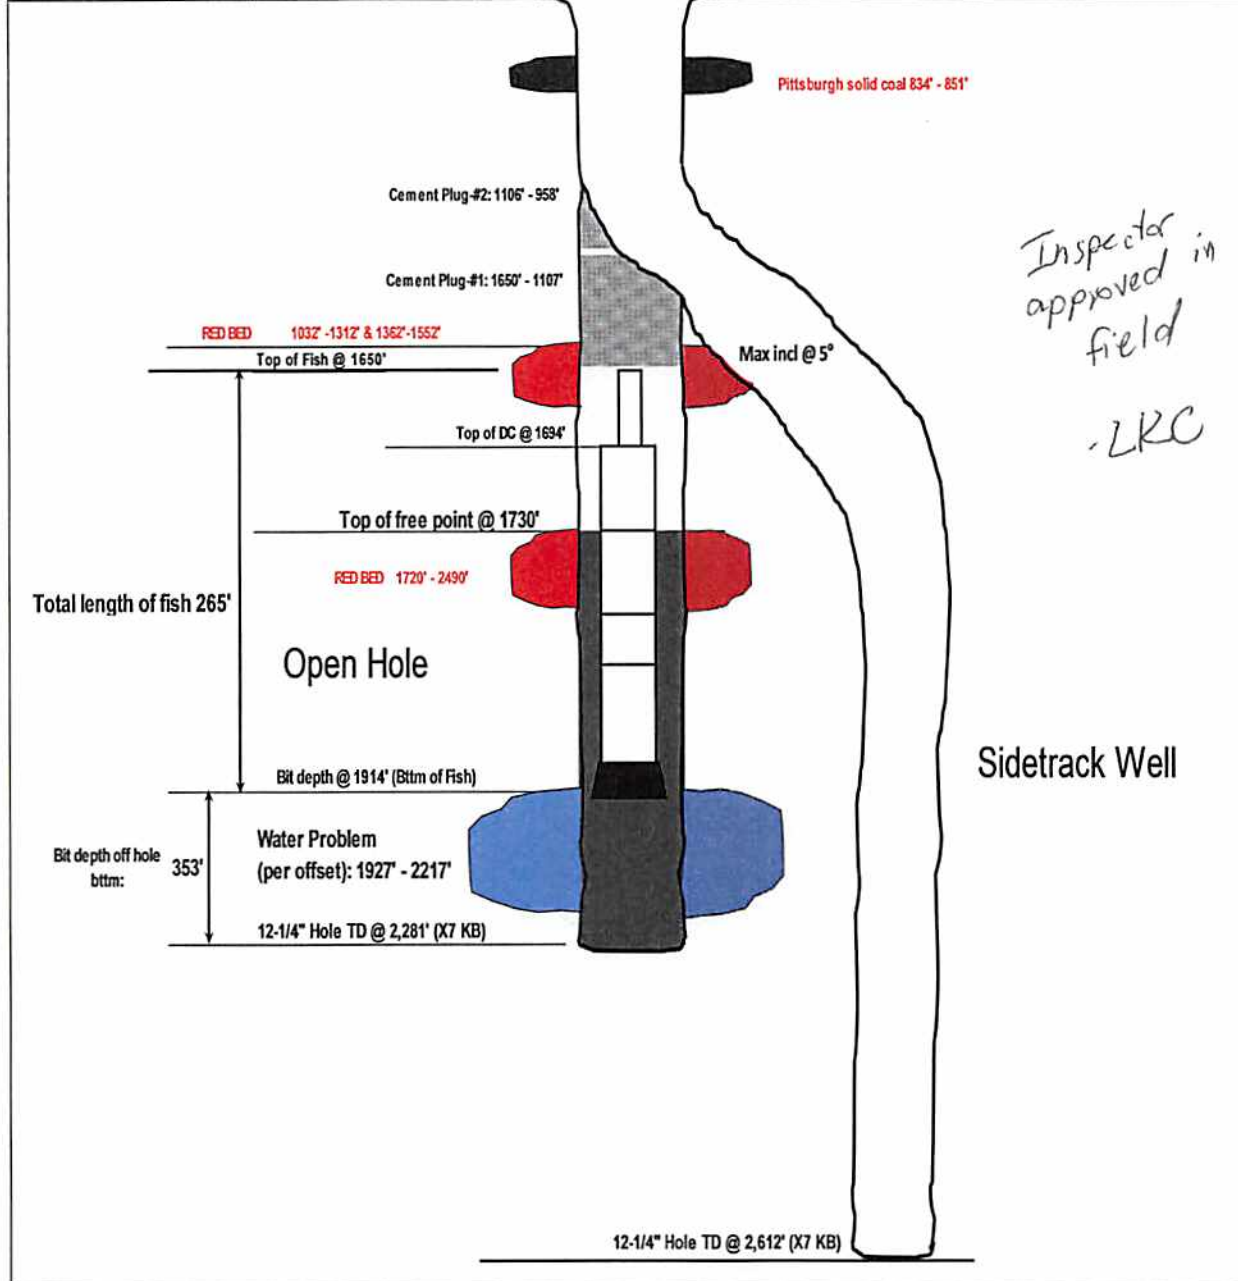 Pittsburgh solid coal 834' - 851'
Cement Plug-#2: 1106' - 958'
Inspector
approved in
field
-LKC
Cement Plug-#1: 1650' - 1107'
RED BED 1032' -1312' & 1362'-1552'
Top of Fish @ 1650'
Max incl @ 5°
Top of DC @ 1694'
Top of free point @ 1730'
RED BED 1720' - 2490'
Total length of fish 265'
Open Hole
Sidetrack Well
Bit depth @ 1914' (Bttm of Fish)
Water Problem
(per offset): 1927' - 2217'
Bit depth off hole
bttm:
353'
12-1/4" Hole TD @ 2,281' (X7 KB)
12-1/4" Hole TD @ 2,612' (X7 KB)